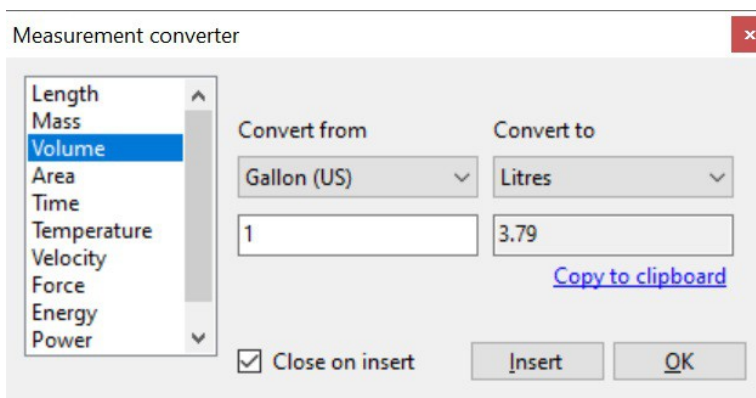 Measurement converter
Length
Mass
Volume
Area
Time
Temperature
Velocity
Force
Energy
Power
Convert from
Convert to
Gallon (US)
Litres
1
3.79
Copy to clipboard
Close on insert
Insert
OK